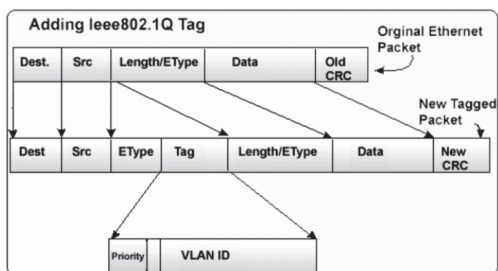 Adding Ieee802.1Q Tag
Orginal Ethernet
Packet
Dest. Src Length/EType Data Old
CRC
New Tagged
Packet
Dest Src EType Tag Length/EType Data New
CRC
Priority VLAN ID